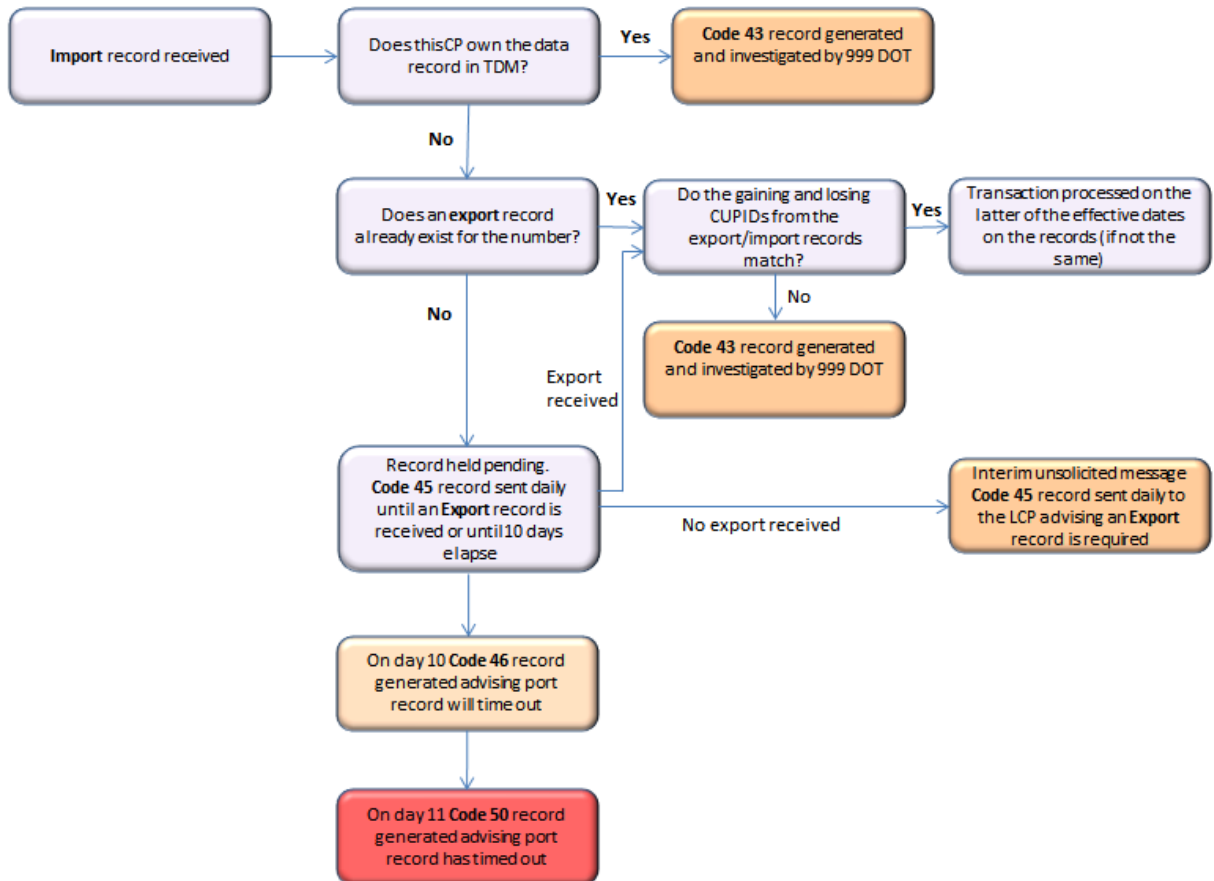 Import record received
Does this CP own the data
record in TDM?
Yes
Code 43 record generated
and investigated by 999 DOT
No
Does an export record
already exist for the number?
Yes
Do the gaining and losing
CUPIDs from the
export/import records
match?
Yes
Transaction processed on the
latter of the effective dates
on the records (if not the
same)
No
No
Code 43 record generated
and investigated by 999 DOT
Export
received
Record held pending.
Code 45 record sent daily
until an Export record is
received or until 10 days
elapse
No export received
Interim unsolicited message
Code 45 record sent daily to
the LCP advising an Export
record is required
On day 10 Code 46 record
generated advising port
record will time out
On day 11 Code 50 record
generated advising port
record has timed out